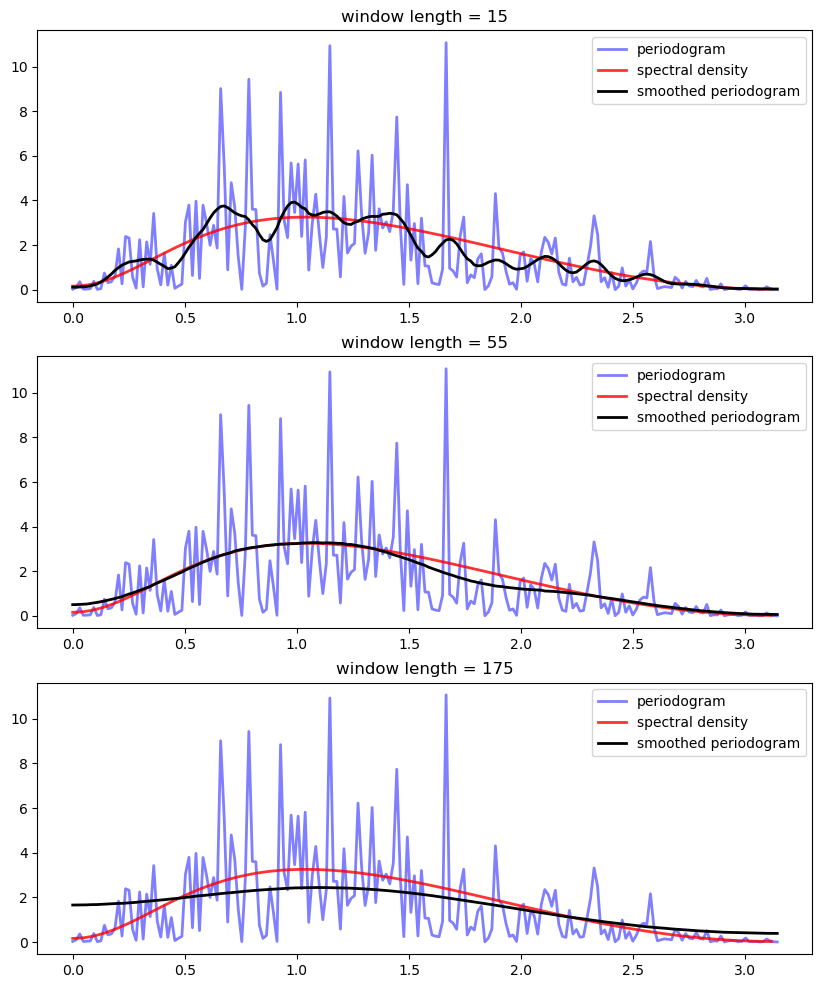 window length = 15
periodogram
spectral density
smoothed periodogram
10
8
6
4
2
0
0.0 0.5 1.0 1.5 2.0 2.5 3.0
window length = 55
periodogram
spectral density
smoothed periodogram
10
8
6
4
2
0
0.0 0.5 1.0 1.5 2.0 2.5 3.0
window length = 175
periodogram
spectral density
smoothed periodogram
10
8
6
4
2
0
0.0 0.5 1.0 1.5 2.0 2.5 3.0